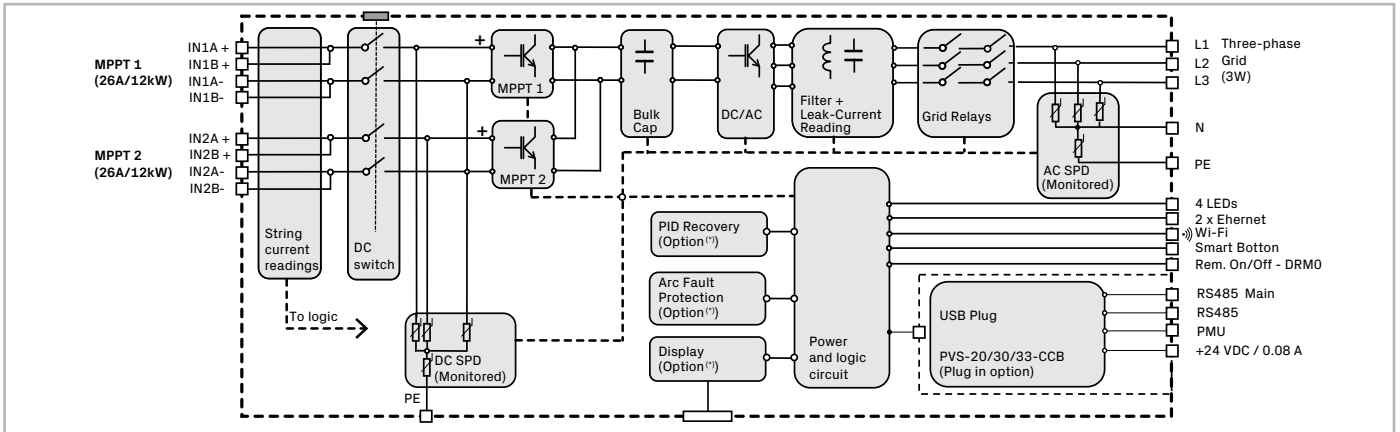 MPPT 1
(26A/12kW)
IN1A +
IN1B +
IN1A-
IN1B-
MPPT 2
(26A/12kW)
IN2A +
IN2B +
IN2A-
IN2B-
String
current
readings
To logic
DC
switch
+
MPPT 1
+
MPPT 2
Bulk
Cap
DC/AC
Filter +
Leak-Current
Reading
Grid Relays
L1 Three-phase
L2 Grid
L3 (3W)
N
PE
AC SPD
(Monitored)
DC SPD
(Monitored)
PE
PID Recovery
(Option(*))
Arc Fault
Protection
(Option(*))
Display
(Option(*))
Power
and logic
circuit
4 LEDs
2 x Ehernet
Wi-Fi
Smart Botton
Rem. On/Off - DRM0
USB Plug
PVS-20/30/33-CCB
(Plug in option)
RS485 Main
RS485
PMU
+24 VDC / 0.08 A